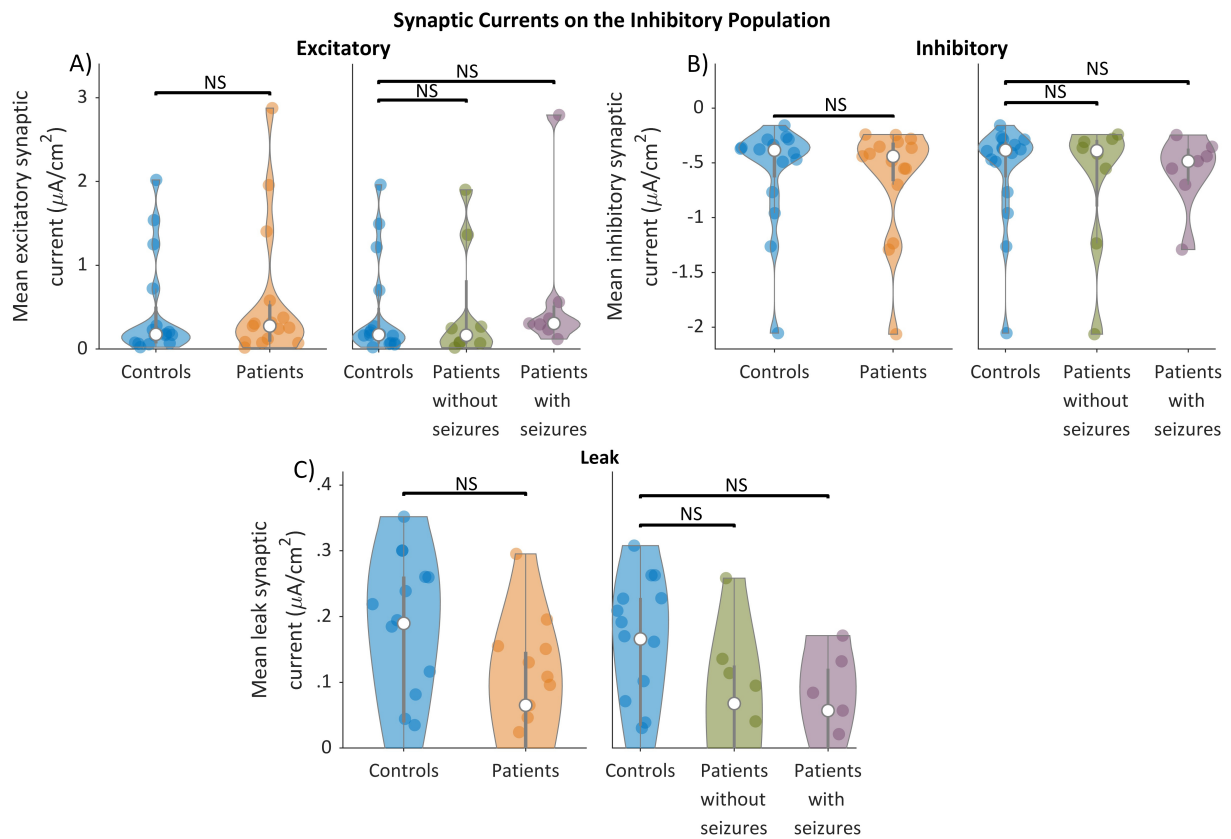 Synaptic Currents on the Inhibitory Population
Excitatory
A)
NS
NS
NS
Mean excitatory synaptic
current (μA/cm²)
3
2
1
0
Controls
Patients
Controls
Patients
without
seizures
Patients
with
seizures
Inhibitory
B)
NS
NS
NS
Mean inhibitory synaptic
current (μA/cm²)
0
-.5
-1
-1.5
-2
Controls
Patients
Controls
Patients
without
seizures
Patients
with
seizures
Leak
C)
NS
NS
NS
Mean leak synaptic
current (μA/cm²)
.4
.3
.2
.1
0
Controls
Patients
Controls
Patients
without
seizures
Patients
with
seizures